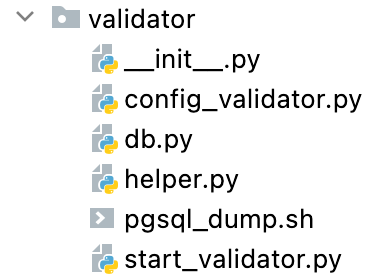 validator
__init__.py
config_validator.py
db.py
helper.py
pgsql_dump.sh
start_validator.py